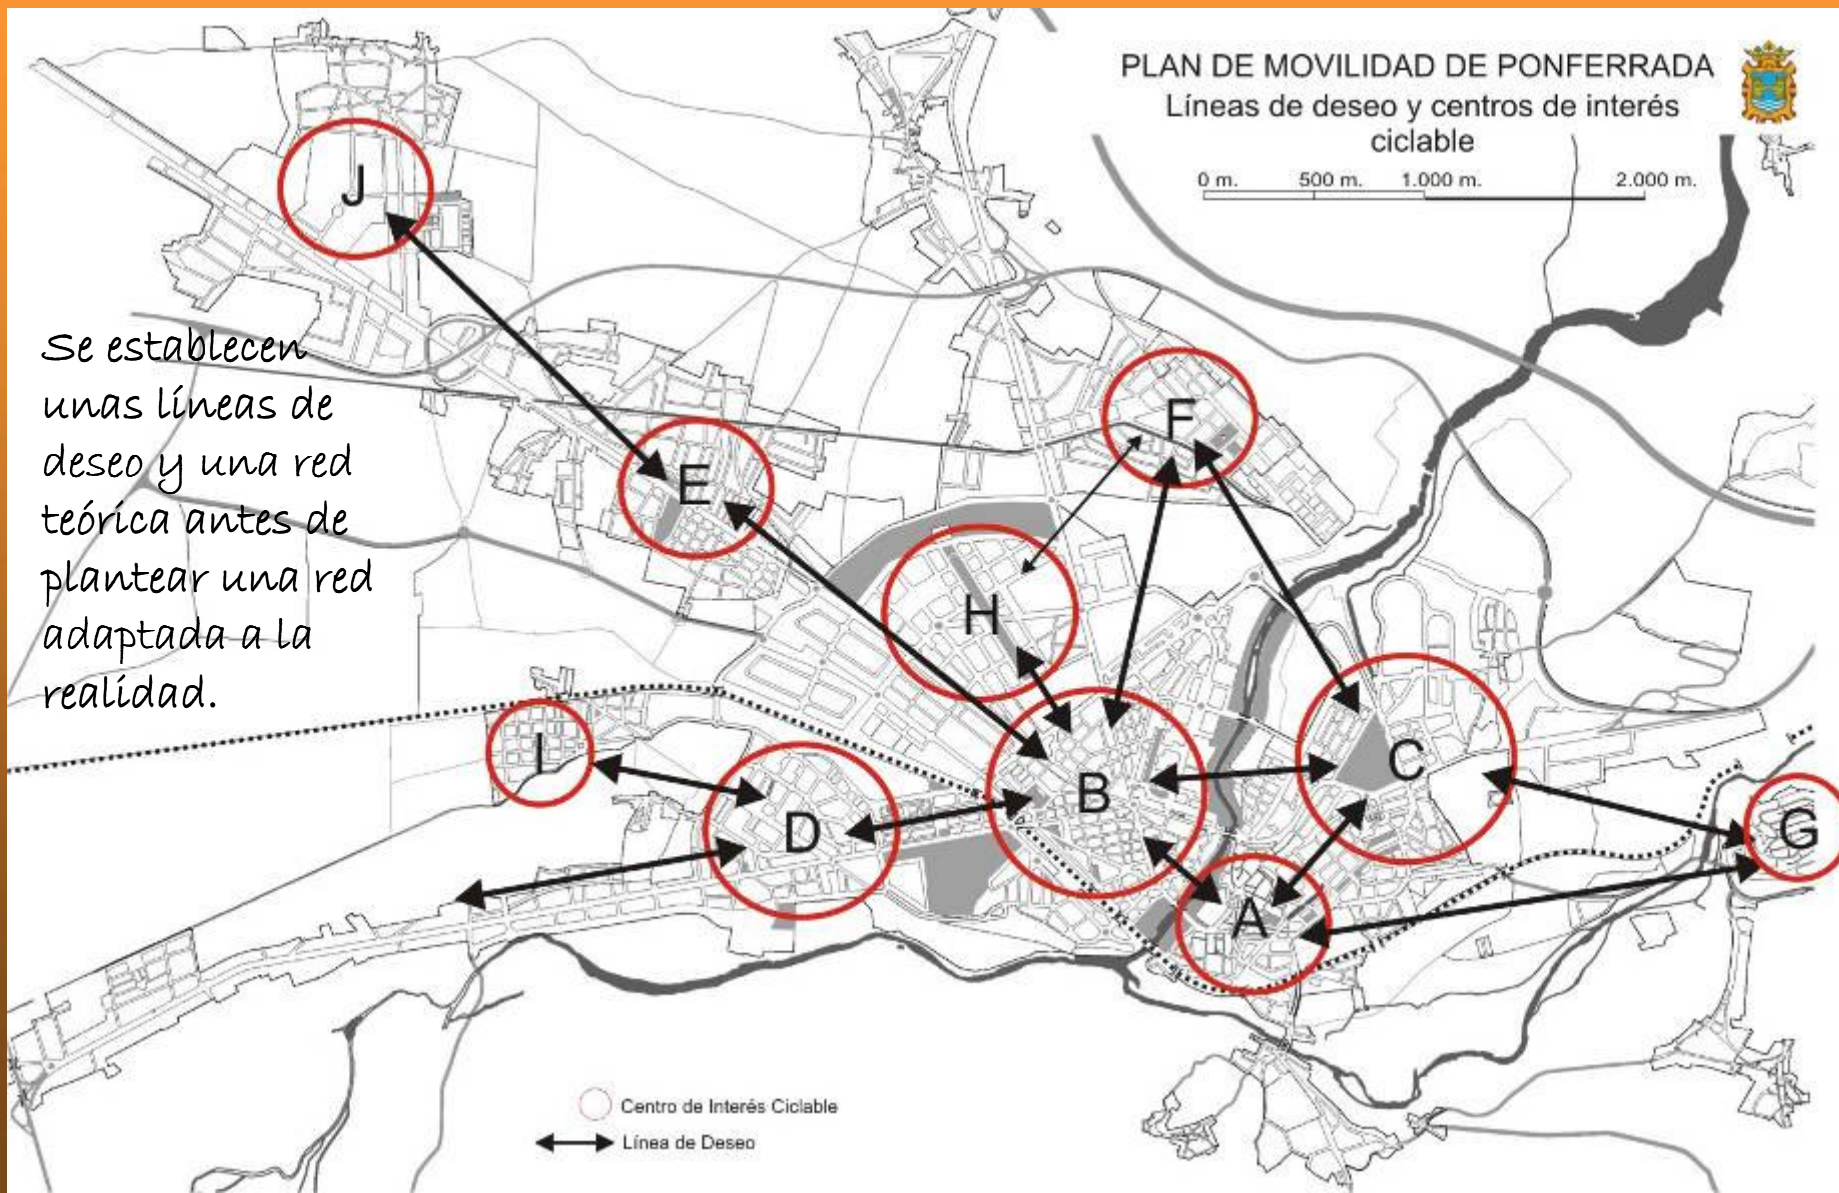 PLAN DE MOVILIDAD DE PONFERRADA
Líneas de deseo y centros de interés
ciclable
0 m. 500 m. 1.000 m. 2.000 m.
J
Se establecen
unas líneas de
deseo y una red
teórica antes de
plantear una red
adaptada a la
realidad.
F
E
H
I
D
B
C
G
A
Centro de Interés Ciclable
Línea de Deseo